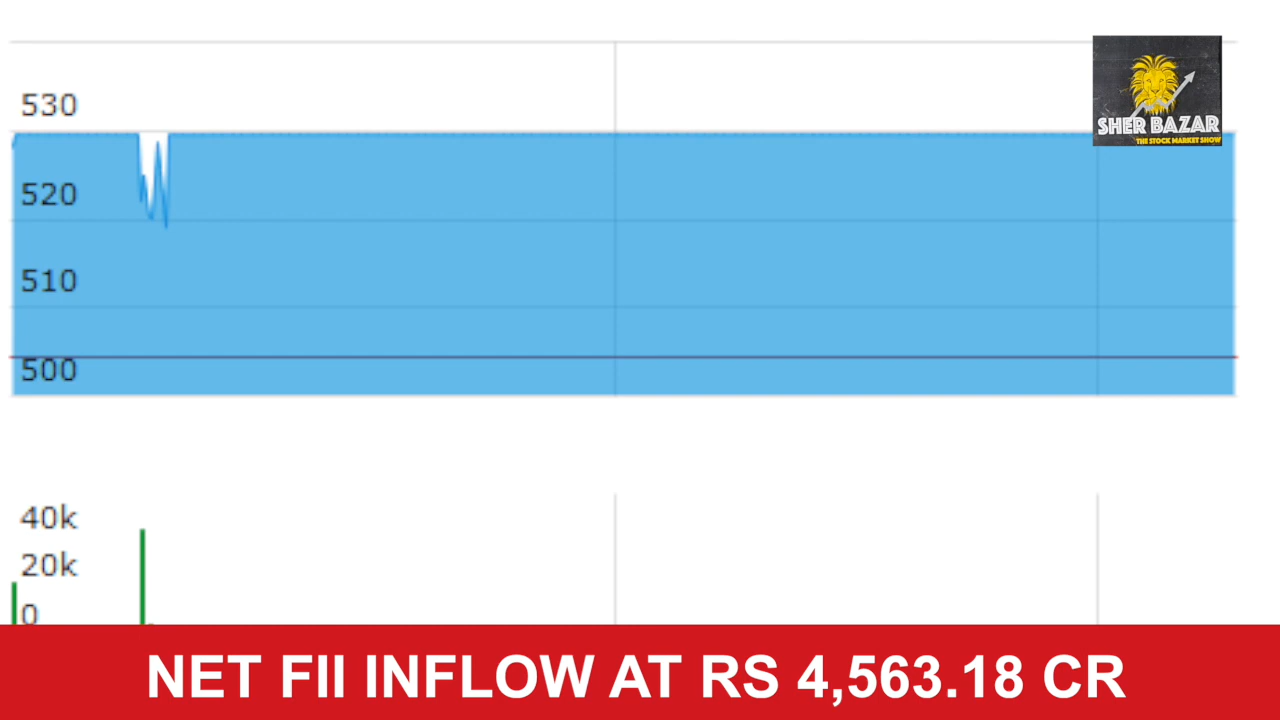 530
SHER BAZAR
THE STOCK MARKET SHOW
520
510
500
40k
20k
0
NET FII INFLOW AT RS 4,563.18 CR